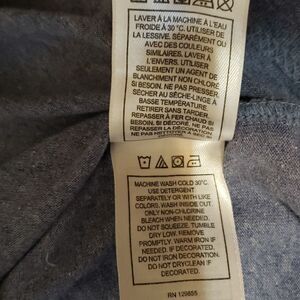 LAVER À LA MACHINE À L'EAU
FROIDE À 30 °C. UTILISER DE
LA LESSIVE. SÉPARÉMENT OU
AVEC DES COULEURS
SIMILAIRES. LAVER À
L'ENVERS. UTILISER
SEULEMENT UN AGENT DE
BLANCHIMENT NON CHLORÉ
SI BESOIN. NE PAS PRESSER.
SÉCHER AU SÈCHE-LINGE À
BASSE TEMPÉRATURE.
RETIRER SANS TARDER.
REPASSER À FER CHAUD SI
BESOIN. SI DÉCORÉ, NE PAS
REPASSER LA DÉCORATION.
NE PAS NETTOYER À SEC SI
MACHINE WASH COLD 30°C.
USE DETERGENT
SEPARATELY OR WITH LIKE
COLORS. WASH INSIDE OUT.
ONLY NON-CHLORINE
BLEACH WHEN NEEDED.
DO NOT SQUEEZE. TUMBLE
DRY LOW. REMOVE
PROMPTLY. WARM IRON IF
NEEDED. DO NOT IRON IF
DECORATED.
DO NOT DRYCLEAN IF
DECORATED.
RN 129855